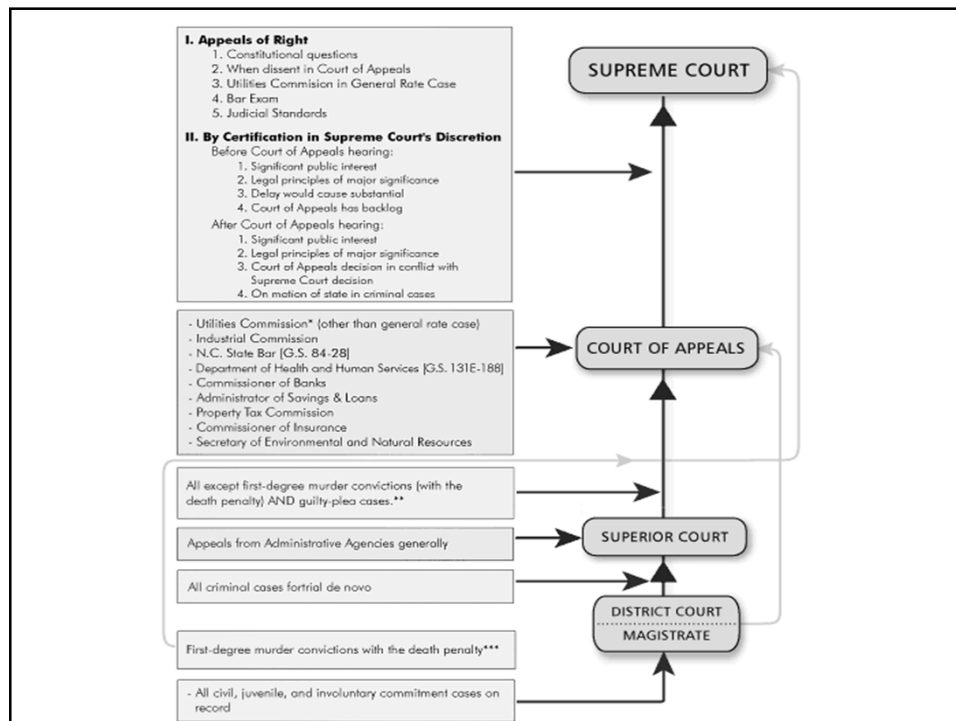 I. Appeals of Right
1. Constitutional questions
2. When dissent in Court of Appeals
3. Utilities Commision in General Rate Case
4. Bar Exam
5. Judicial Standards
II. By Certification in Supreme Court's Discretion
Before Court of Appeals hearing:
1. Significant public interest
2. Legal principles of major significance
3. Delay would cause substantial
4. Court of Appeals has backlog
After Court of Appeals hearing:
1. Significant public interest
2. Legal principles of major significance
3. Court of Appeals decision in conflict with
Supreme Court decision
4. On motion of state in criminal cases
SUPREME COURT
- Utilities Commission* (other than general rate case)
- Industrial Commission
- N.C. State Bar [G.S. 84-28]
- Department of Health and Human Services [G.S. 131E-188]
- Commissioner of Banks
- Administrator of Savings & Loans
- Property Tax Commission
- Commissioner of Insurance
- Secretary of Environmental and Natural Resources
COURT OF APPEALS
All except first-degree murder convictions (with the
death penalty) AND guilty-plea cases.**
Appeals from Administrative Agencies generally
SUPERIOR COURT
All criminal cases fortrial de novo
DISTRICT COURT
MAGISTRATE
First-degree murder convictions with the death penalty***
- All civil, juvenile, and involuntary commitment cases on
record